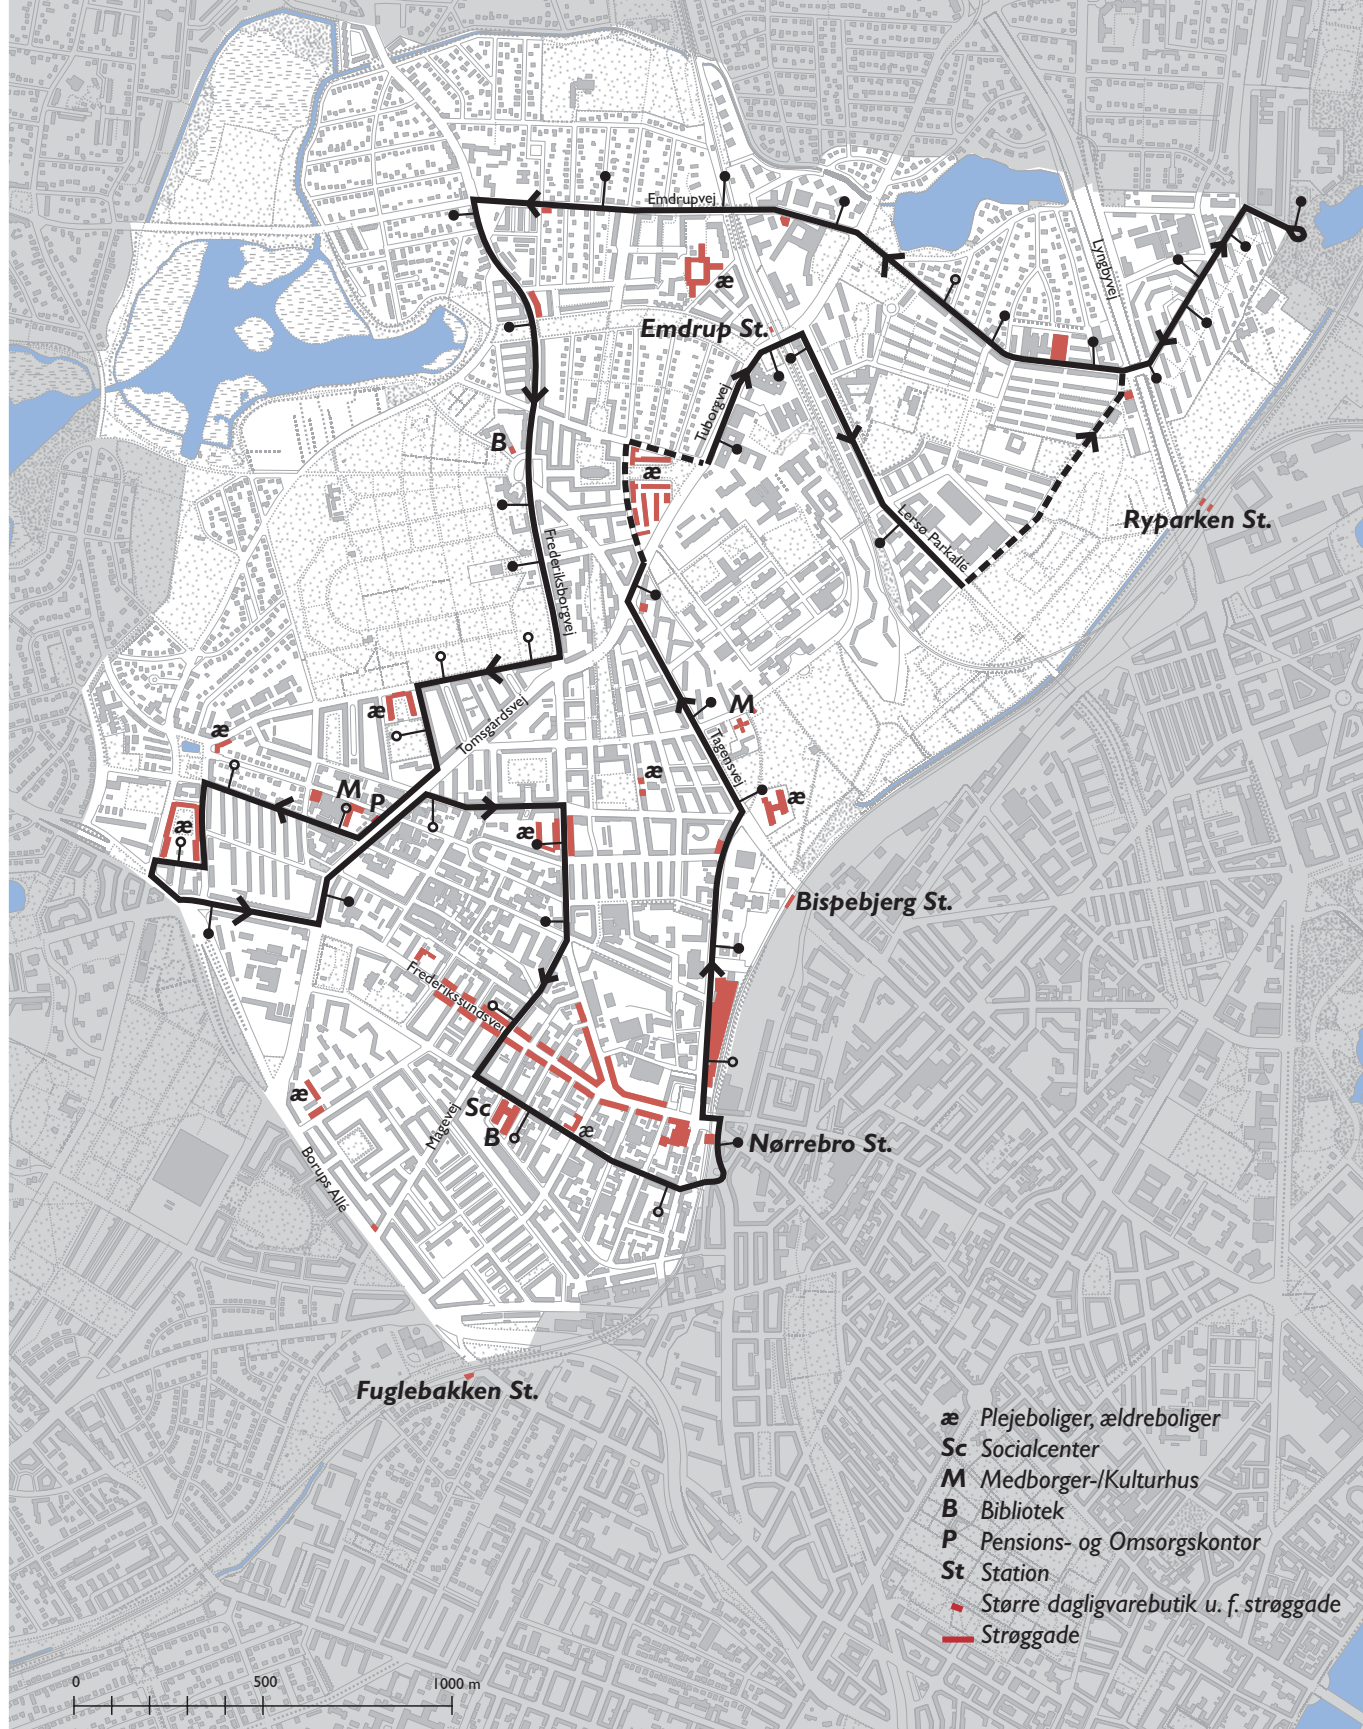 Emdrupvej
Lyngbyvej
æ
Emdrup St.
Tuborgvej
B
æ
Lersø Parkallé
Ryparken St.
Frederiksborgvej
æ
M
Tomsgårdsvej
Tagensvej
æ
æ
M
P
æ
æ
æ
Bispebjerg St.
Frederikssundsvej
æ
Sc
Magevej
B
æ
Nørrebro St.
Borups Allé
Fuglebakken St.
æ Plejeboliger, ældreboliger
Sc Socialcenter
M Medborger-/Kulturhus
B Bibliotek
P Pensions- og Omsorgskontor
St Station
Større dagligvarebutik u. f. strøggade
Strøggade
0 500 1000 m